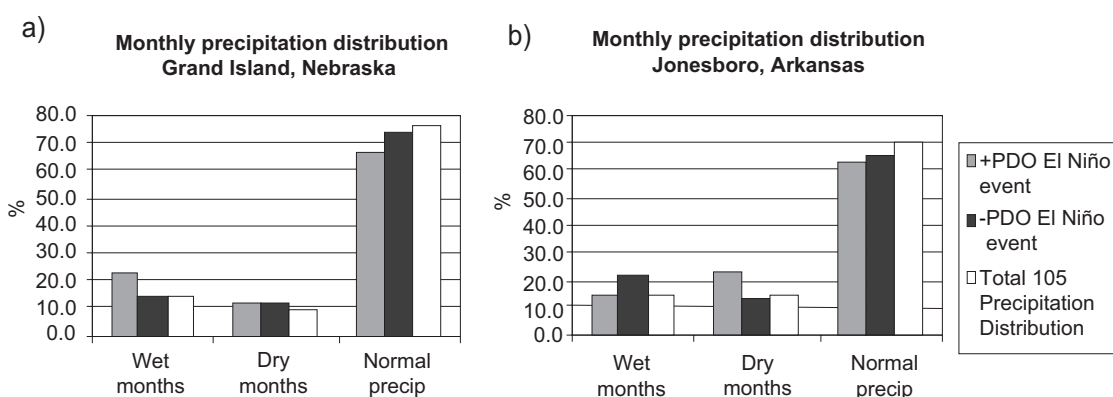 a)
Monthly precipitation distribution
Grand Island, Nebraska
80.0
70.0
60.0
50.0
40.0
30.0
20.0
10.0
0.0
%
Wet
months
Dry
months
Normal
precip
b)
Monthly precipitation distribution
Jonesboro, Arkansas
80.0
70.0
60.0
50.0
40.0
30.0
20.0
10.0
0.0
%
Wet
months
Dry
months
Normal
precip
+PDO El Niño
event
-PDO El Niño
event
Total 105
Precipitation
Distribution